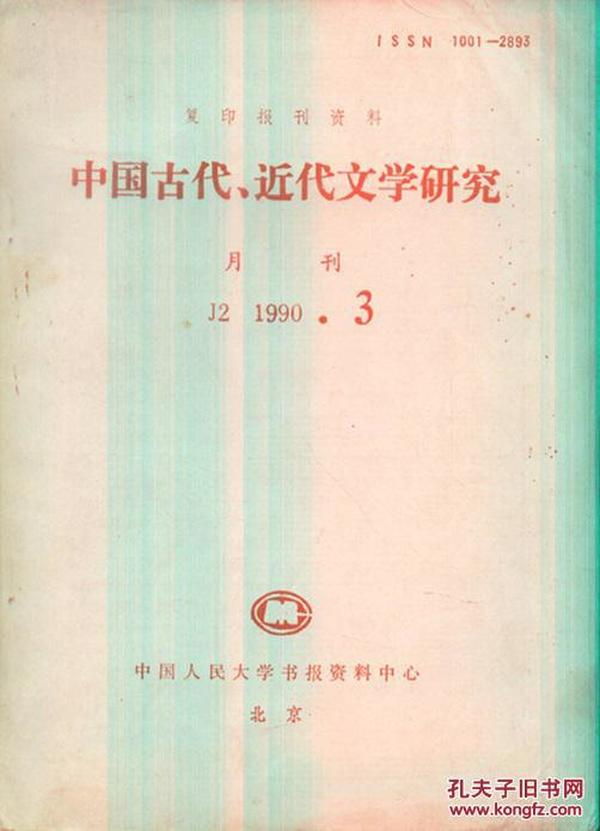 ISSN 1001-2893
复印报刊资料
中国古代、近代文学研究
月刊
J2 1990.3
中国人民大学书报资料中心
北京
孔夫子旧书网
www.kongfz.com